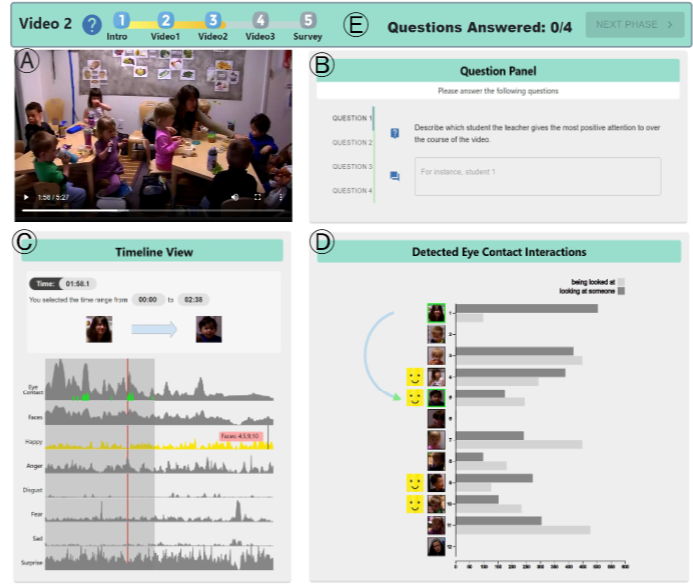 Video 2
?
1 2 3 4 5
Intro Video1 Video2 Video3 Survey
E
Questions Answered: 0/4
NEXT PHASE >
A
1:58 / 5:27
B
Question Panel
Please answer the following questions
QUESTION 1
QUESTION 2
QUESTION 3
QUESTION 4
Describe which student the teacher gives the most positive attention to over
the course of the video.
For instance, student 1
C
Timeline View
Time: 01:58.1
You selected the time range from 00:00 to 02:38
Eye
Contact
Faces
Happy
Faces: 4,5,9,10
Anger
Disgust
Fear
Sad
Surprise
D
Detected Eye Contact Interactions
being looked at
looking at someone
1
2
3
4
5
6
7
8
9
10
11
12
0 50 100 150 200 250 300 350 400 450 500 550 600